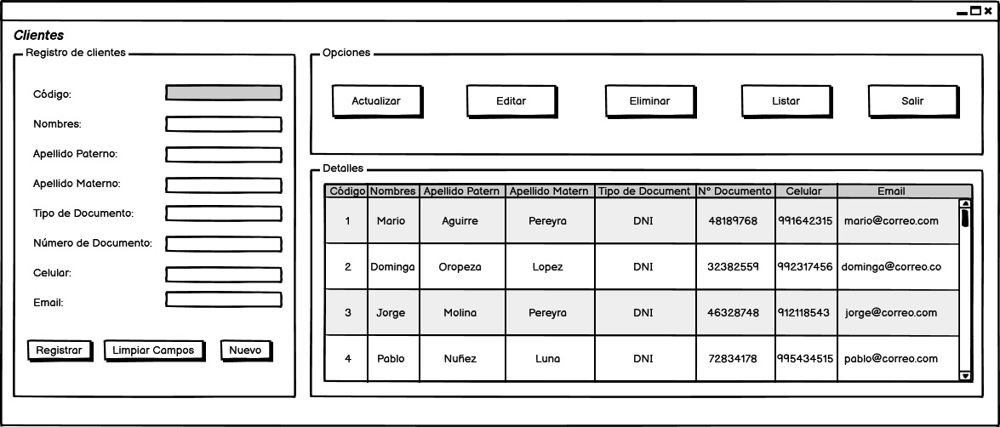 Clientes
Registro de clientes
Código:
Nombres:
Apellido Paterno:
Apellido Materno:
Tipo de Documento:
Número de Documento:
Celular:
Email:
Registrar Limpiar Campos Nuevo
Opciones
Actualizar Editar Eliminar Listar Salir
Detalles
Código Nombres Apellido Patern Apellido Matern Tipo de Document N° Documento Celular Email
1 Mario Aguirre Pereyra DNI 48189768 991642315 mario@correo.com
2 Dominga Oropeza Lopez DNI 32382559 992317456 dominga@correo.co
3 Jorge Molina Pereyra DNI 46328748 912118543 jorge@correo.com
4 Pablo Nuñez Luna DNI 72834178 995434515 pablo@correo.com